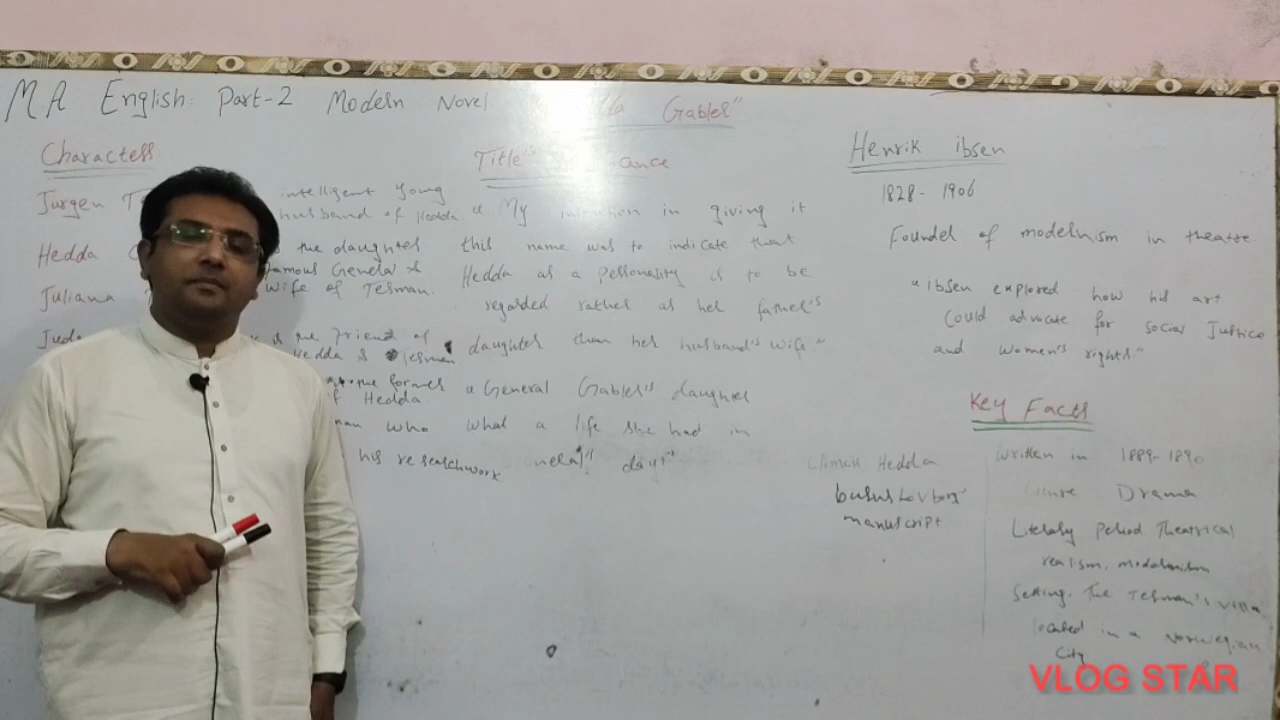 MA English: Part-2 Modern Novel
Gabler"
Characters
Jurgen
intelligent young
husband of Hedda
Hedda
the daughter
famous General &
wife of Tesman.
Juliana
is the friend of
Hedda & Tesman
the former
of Hedda
man who
his researchwork
Title's
"My intention in giving it
this name was to indicate that
Hedda as a personality is to be
regarded rather as her father's
daughter than her husband's wife"
"General Gabler's daughter
what a life she had in
days"
Henrik ibsen
1828-1906
Founder of modernism in theatre
"ibsen explored how his art
could advocate for social Justice
and women's rights"
Key Facts
written in 1889-1890
Drama
Literary period Theatrical
realism, modernism
Setting. The Tesman's villa
located in a Norwegian
City
Climax Hedda
burns Lovborg'
manuscript
VLOG STAR